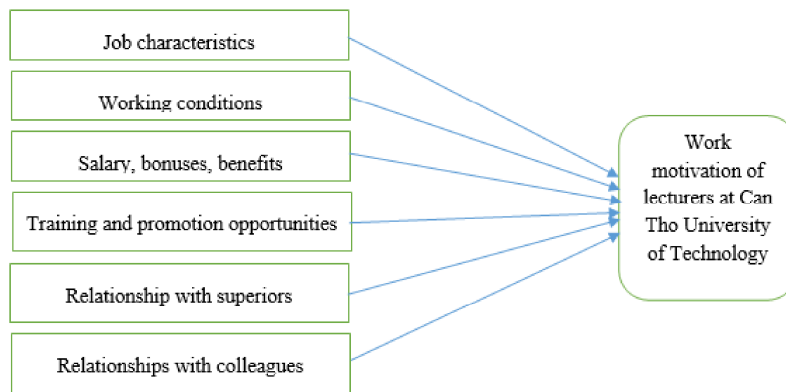 Job characteristics
Working conditions
Salary, bonuses, benefits
Training and promotion opportunities
Relationship with superiors
Relationships with colleagues
Work
motivation of
lecturers at Can
Tho University
of Technology